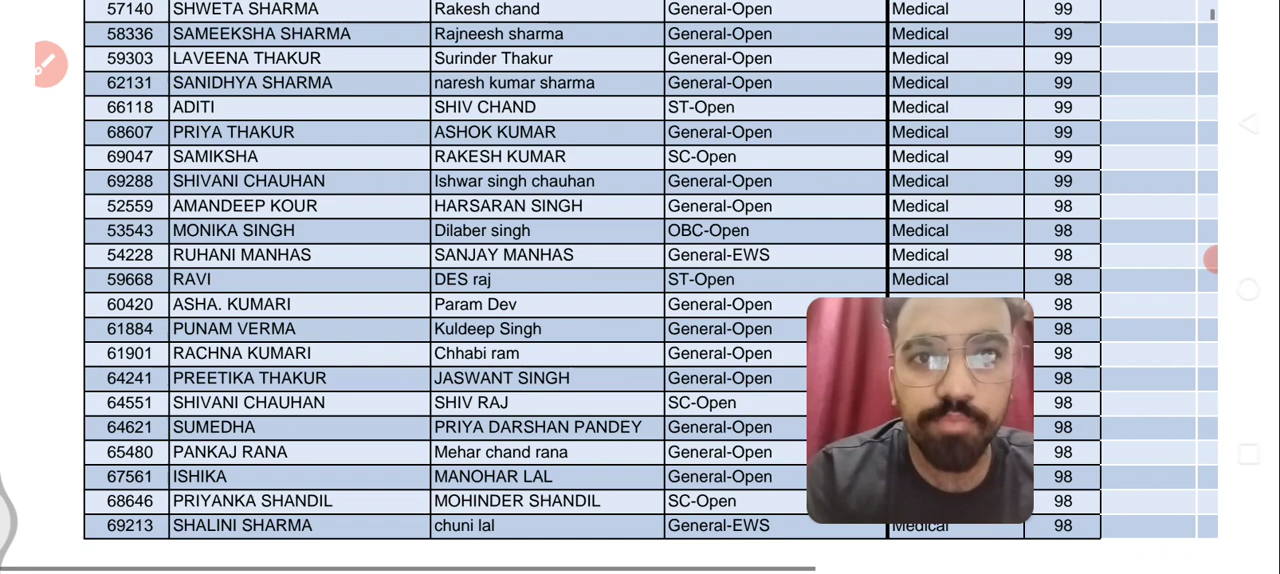 57140 SHWETA SHARMA Rakesh chand General-Open Medical 99
58336 SAMEEKSHA SHARMA Rajneesh sharma General-Open Medical 99
59303 LAVEENA THAKUR Surinder Thakur General-Open Medical 99
62131 SANIDHYA SHARMA naresh kumar sharma General-Open Medical 99
66118 ADITI SHIV CHAND ST-Open Medical 99
68607 PRIYA THAKUR ASHOK KUMAR General-Open Medical 99
69047 SAMIKSHA RAKESH KUMAR SC-Open Medical 99
69288 SHIVANI CHAUHAN Ishwar singh chauhan General-Open Medical 99
52559 AMANDEEP KOUR HARSARAN SINGH General-Open Medical 98
53543 MONIKA SINGH Dilaber singh OBC-Open Medical 98
54228 RUHANI MANHAS SANJAY MANHAS General-EWS Medical 98
59668 RAVI DES raj ST-Open Medical 98
60420 ASHA. KUMARI Param Dev General-Open 98
61884 PUNAM VERMA Kuldeep Singh General-Open 98
61901 RACHNA KUMARI Chhabi ram General-Open 98
64241 PREETIKA THAKUR JASWANT SINGH General-Open 98
64551 SHIVANI CHAUHAN SHIV RAJ SC-Open 98
64621 SUMEDHA PRIYA DARSHAN PANDEY General-Open 98
65480 PANKAJ RANA Mehar chand rana General-Open 98
67561 ISHIKA MANOHAR LAL General-Open 98
68646 PRIYANKA SHANDIL MOHINDER SHANDIL SC-Open 98
69213 SHALINI SHARMA chuni lal General-EWS Medical 98